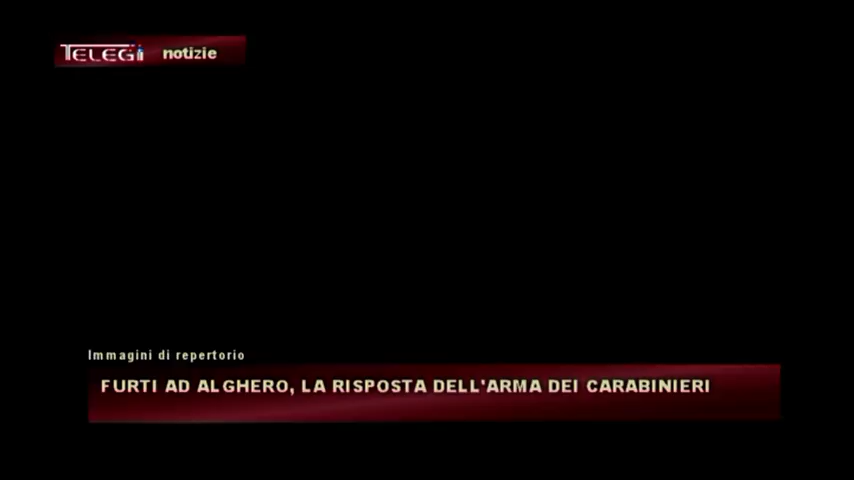 TELEGI notizie
Immagini di repertorio
FURTI AD ALGHERO, LA RISPOSTA DELL'ARMA DEI CARABINIERI